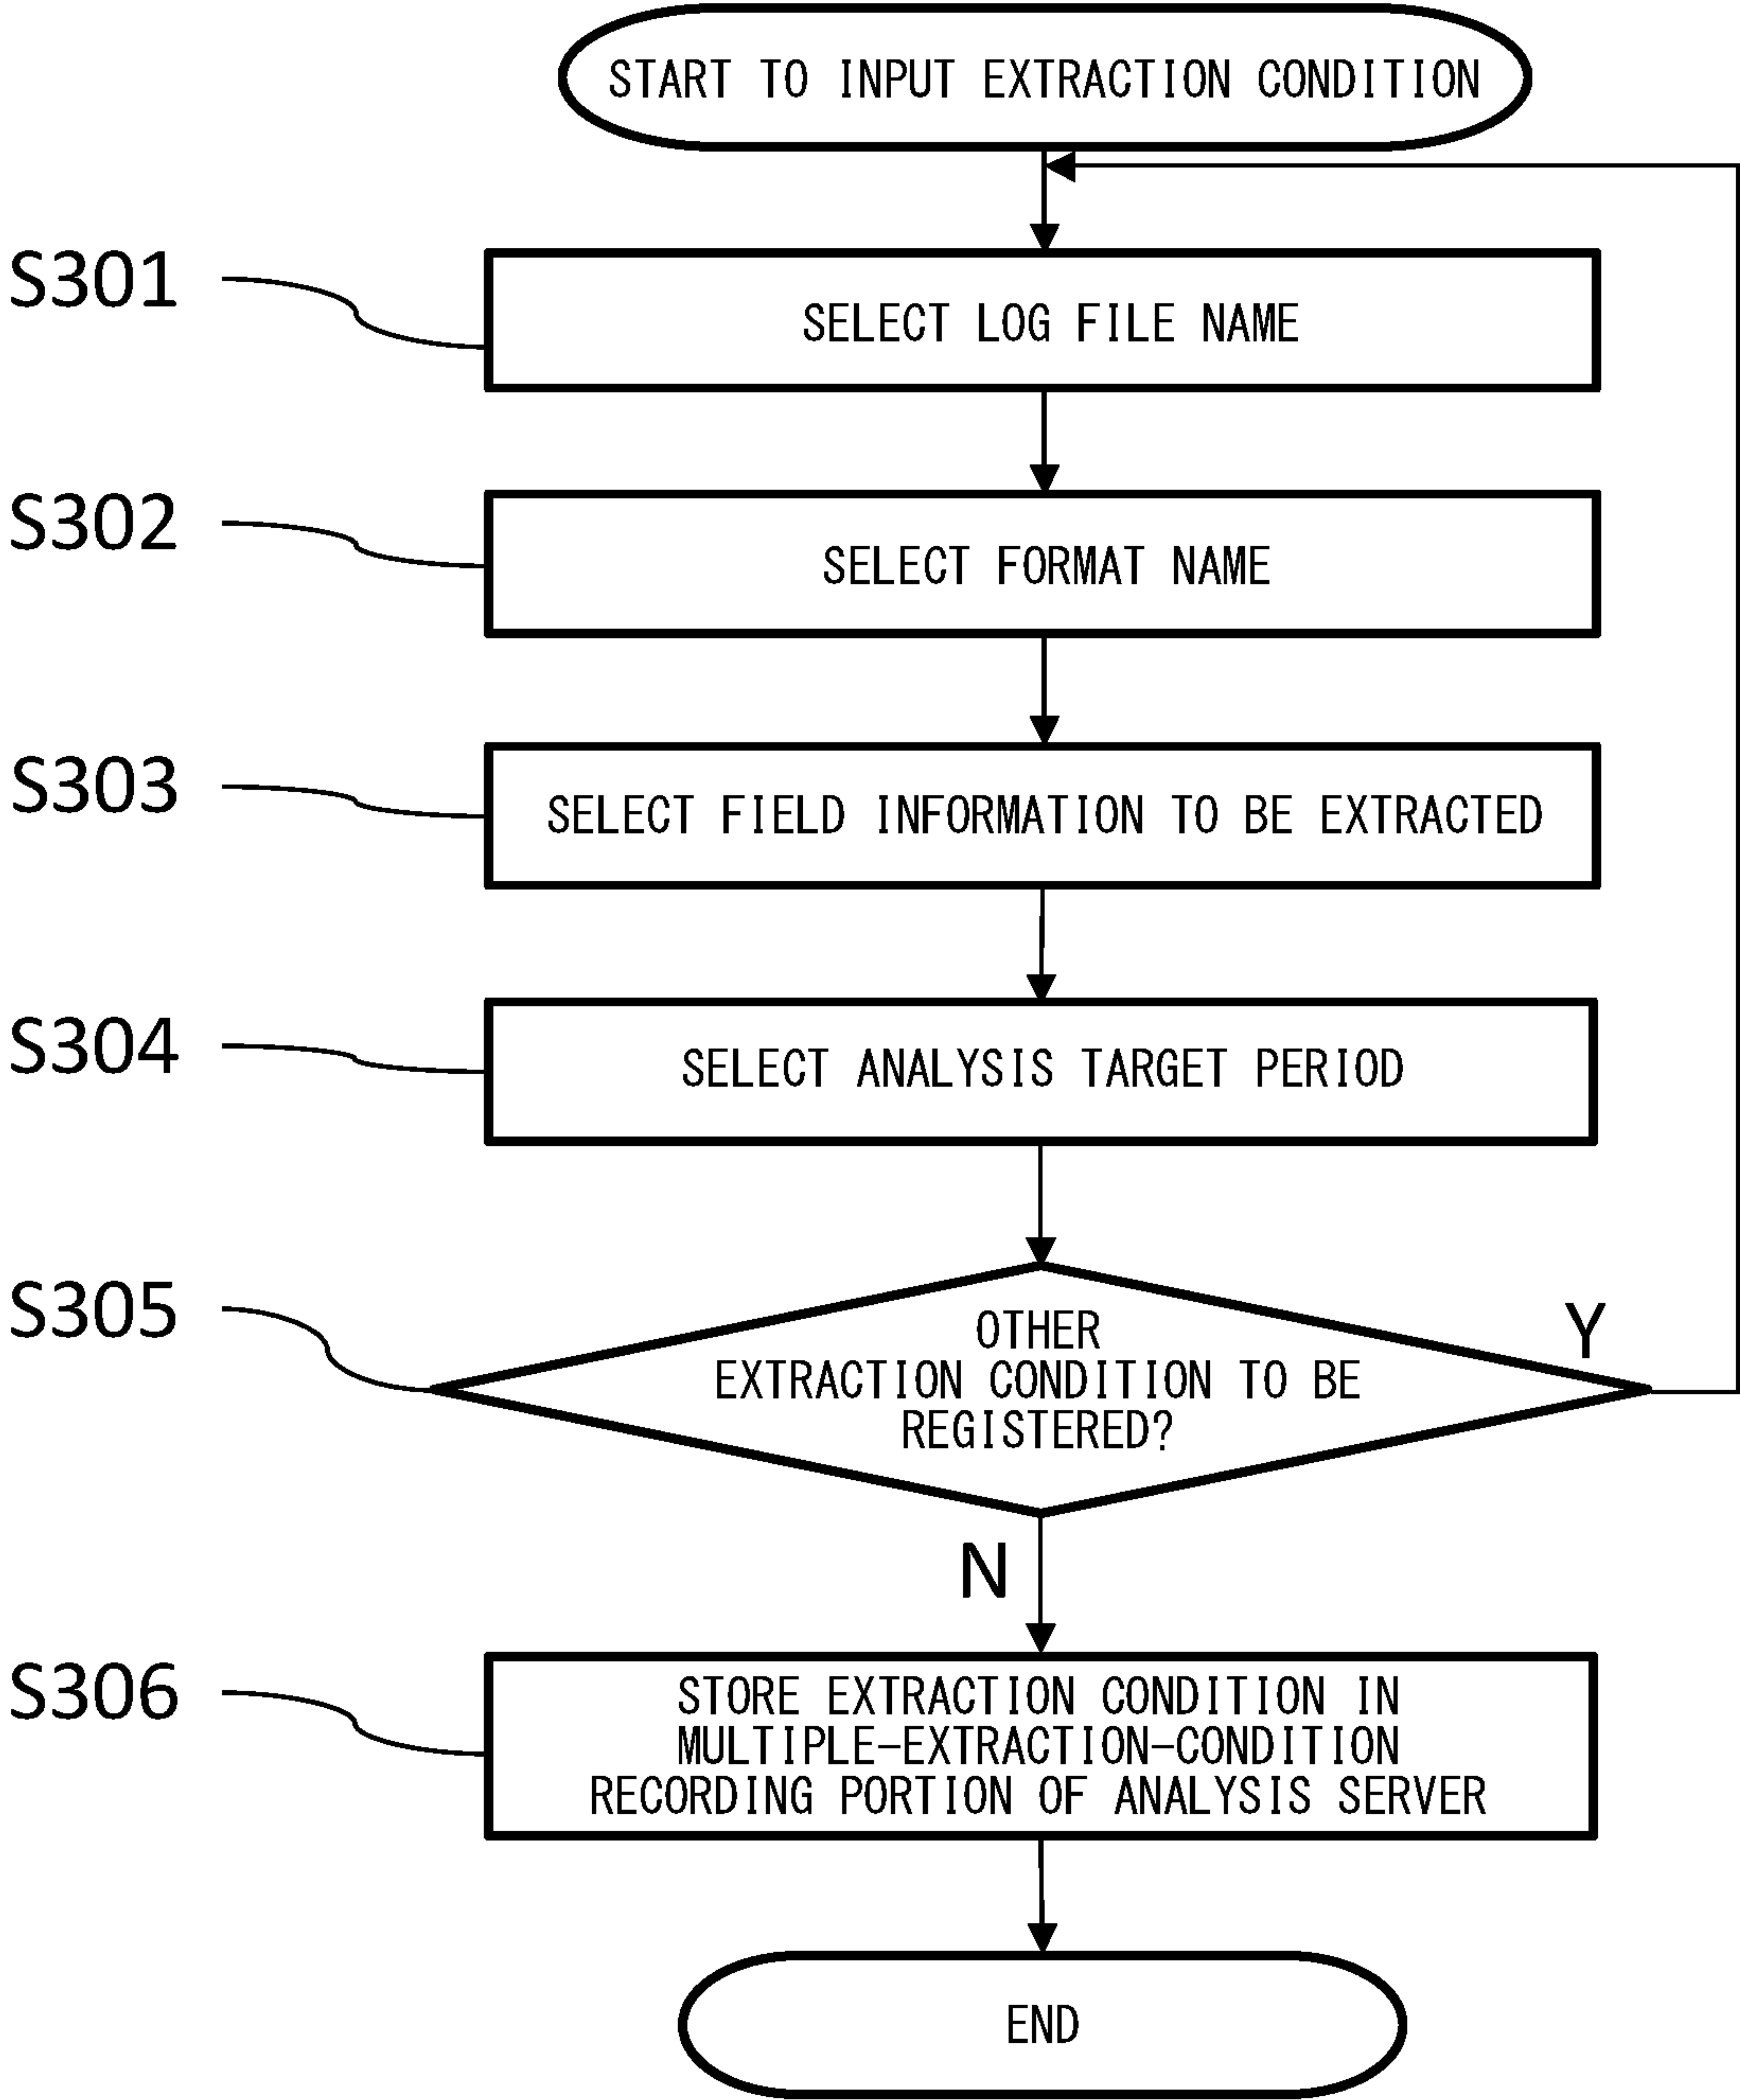 START TO INPUT EXTRACTION CONDITION
S301
SELECT LOG FILE NAME
S302
SELECT FORMAT NAME
S303
SELECT FIELD INFORMATION TO BE EXTRACTED
S304
SELECT ANALYSIS TARGET PERIOD
S305
OTHER
EXTRACTION CONDITION TO BE
REGISTERED?
Y
N
S306
STORE EXTRACTION CONDITION IN
MULTIPLE-EXTRACTION-CONDITION
RECORDING PORTION OF ANALYSIS SERVER
END